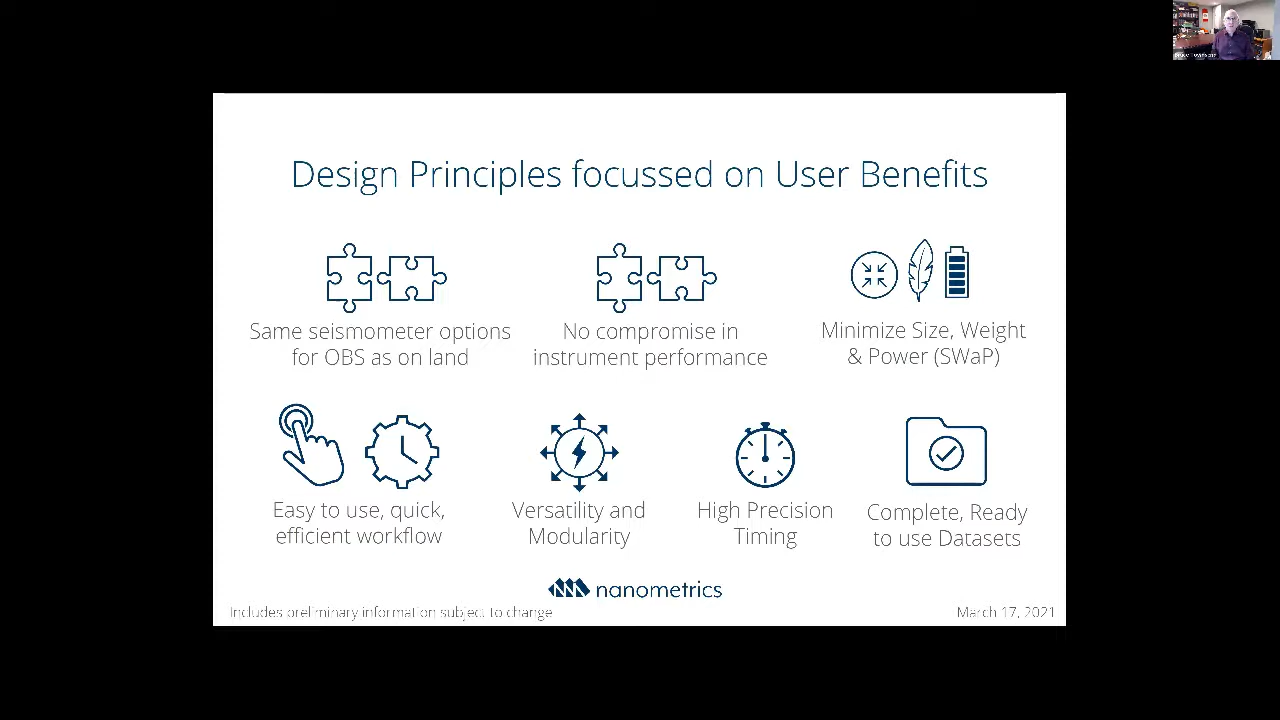 Design Principles focussed on User Benefits
Same seismometer options
for OBS as on land
No compromise in
instrument performance
Minimize Size, Weight
& Power (SWaP)
Easy to use, quick,
efficient workflow
Versatility and
Modularity
High Precision
Timing
Complete, Ready
to use Datasets
nanometrics
Includes preliminary information subject to change
March 17, 2021